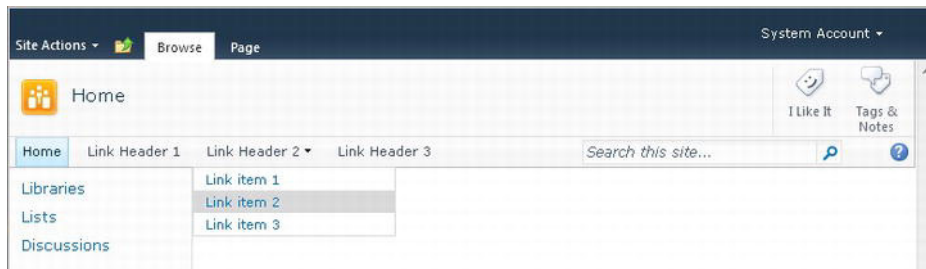 System Account
Site Actions Browse Page
Home
I Like It Tags &
Notes
Home Link Header 1 Link Header 2 Link Header 3 Search this site...
Libraries
Link item 1
Link item 2
Lists
Link item 3
Discussions